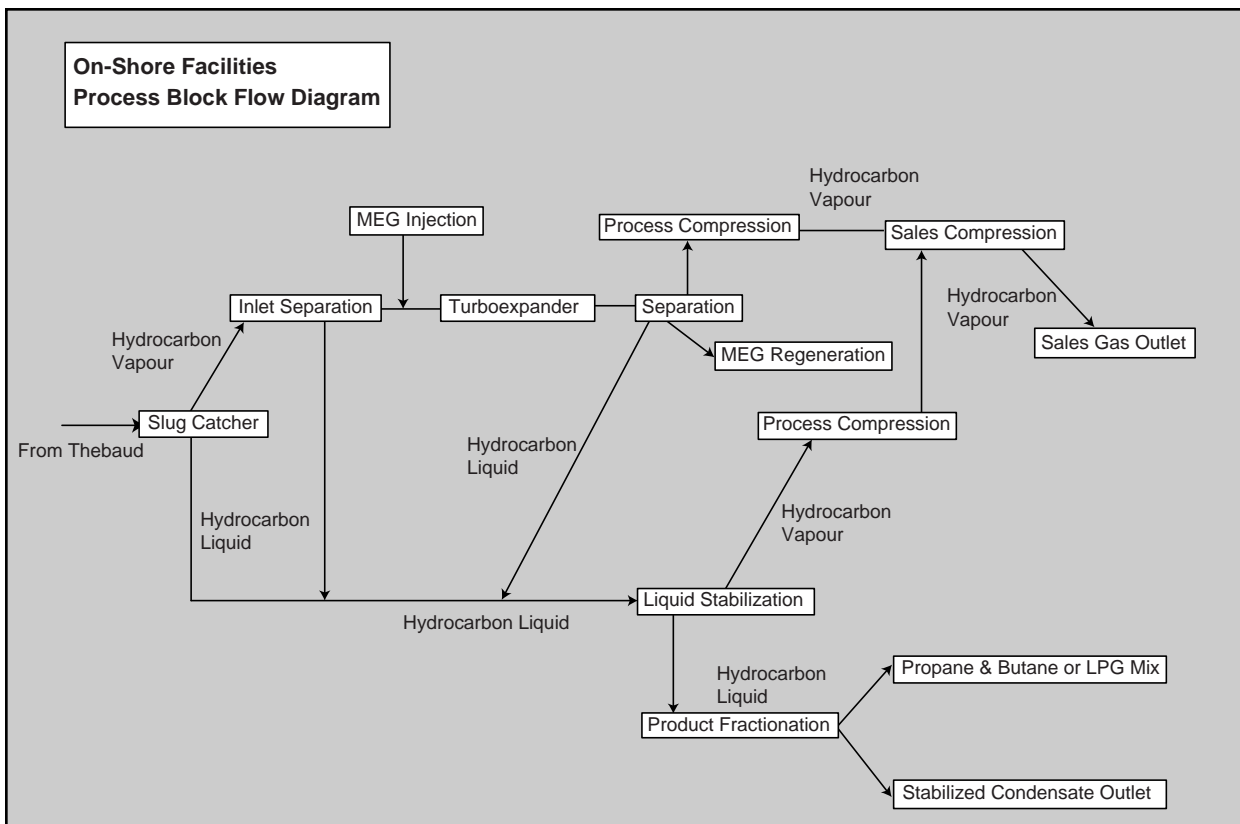 On-Shore Facilities
Process Block Flow Diagram
Hydrocarbon
Vapour
MEG Injection
Process Compression
Sales Compression
Inlet Separation
Turboexpander
Separation
Hydrocarbon
Vapour
Hydrocarbon
Vapour
Sales Gas Outlet
MEG Regeneration
Slug Catcher
Process Compression
From Thebaud
Hydrocarbon
Liquid
Hydrocarbon
Liquid
Hydrocarbon
Vapour
Liquid Stabilization
Hydrocarbon Liquid
Propane & Butane or LPG Mix
Hydrocarbon
Liquid
Product Fractionation
Stabilized Condensate Outlet